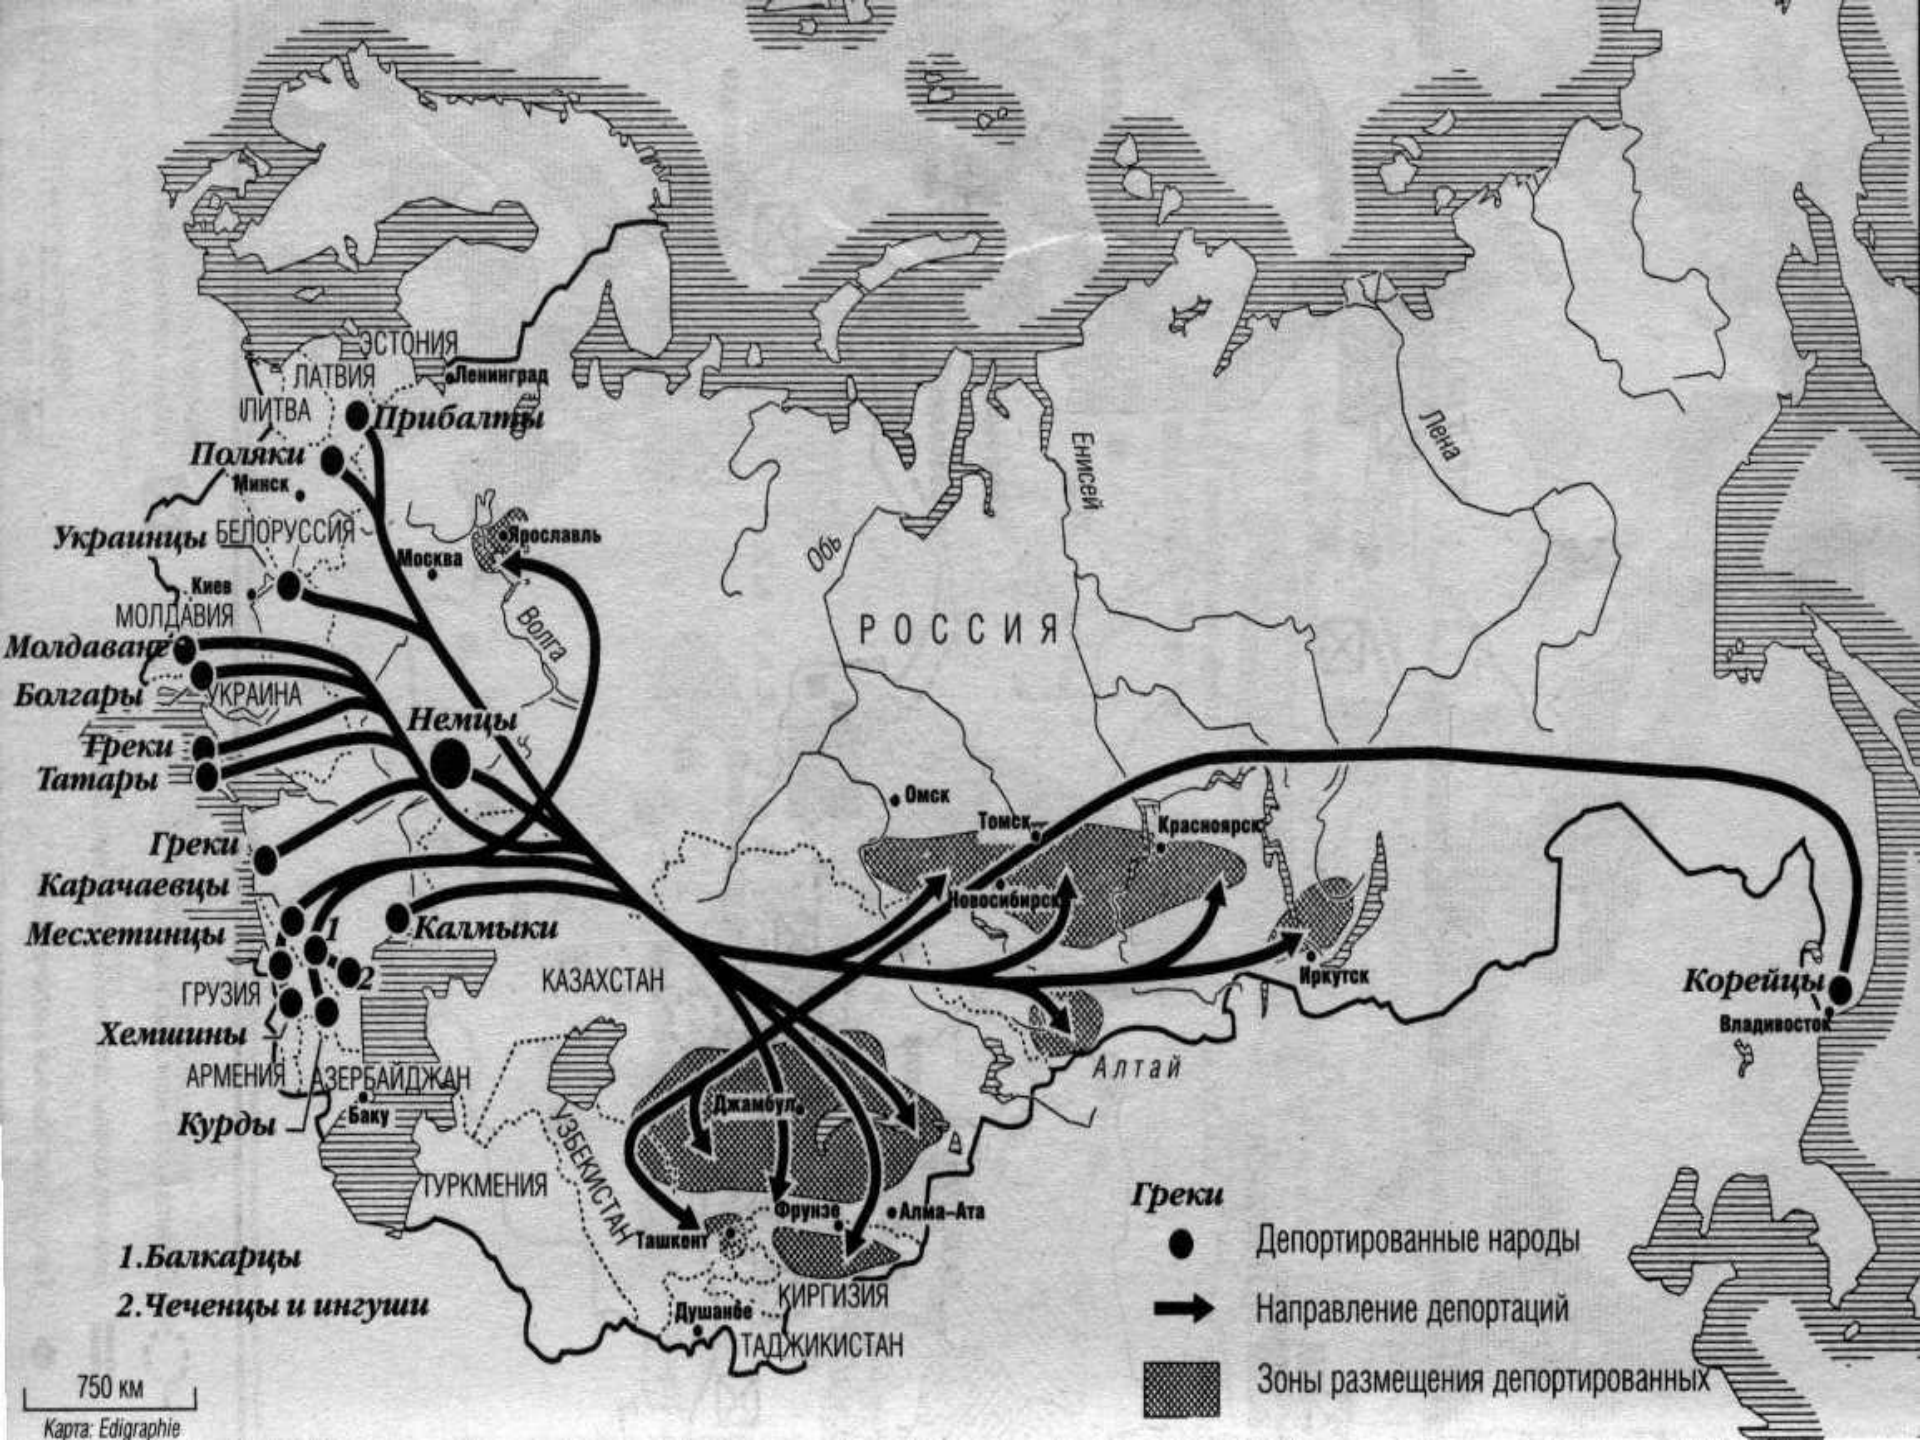 ЭСТОНИЯ
ЛАТВИЯ
Ленинград
ЛИТВА
Прибалты
Поляки
Минск
Енисей
Лена
Украинцы
БЕЛОРУССИЯ
Ярославль
Москва
Обь
Киев
МОЛДАВИЯ
Волга
РОССИЯ
Молдаване
Болгары
УКРАИНА
Немцы
Греки
Татары
Омск
Томск
Красноярск
Греки
Карачаевцы
Новосибирск
Месхетинцы
1
Калмыки
2
КАЗАХСТАН
Иркутск
Корейцы
ГРУЗИЯ
Хемшины
Владивосток
Алтай
АРМЕНИЯ
АЗЕРБАЙДЖАН
Баку
Джамбул
Курды
УЗБЕКИСТАН
ТУРКМЕНИЯ
Фрунзе
Алма-Ата
Ташкент
КИРГИЗИЯ
Душанбе
ТАДЖИКИСТАН
Греки
Депортированные народы
Направление депортаций
Зоны размещения депортированных
1.Балкарцы
2.Чеченцы и ингуши
750 км
Карта: Edigraphie